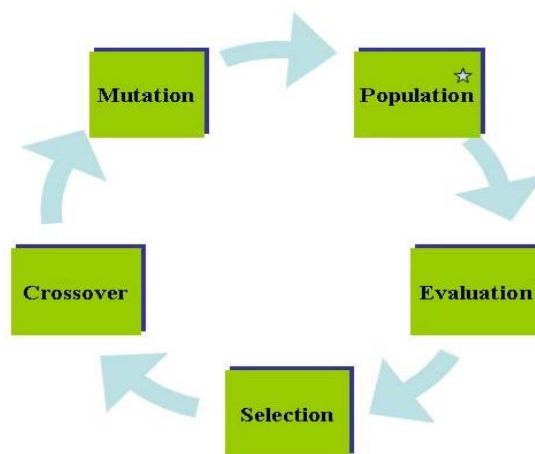 Mutation
Population
Evaluation
Selection
Crossover